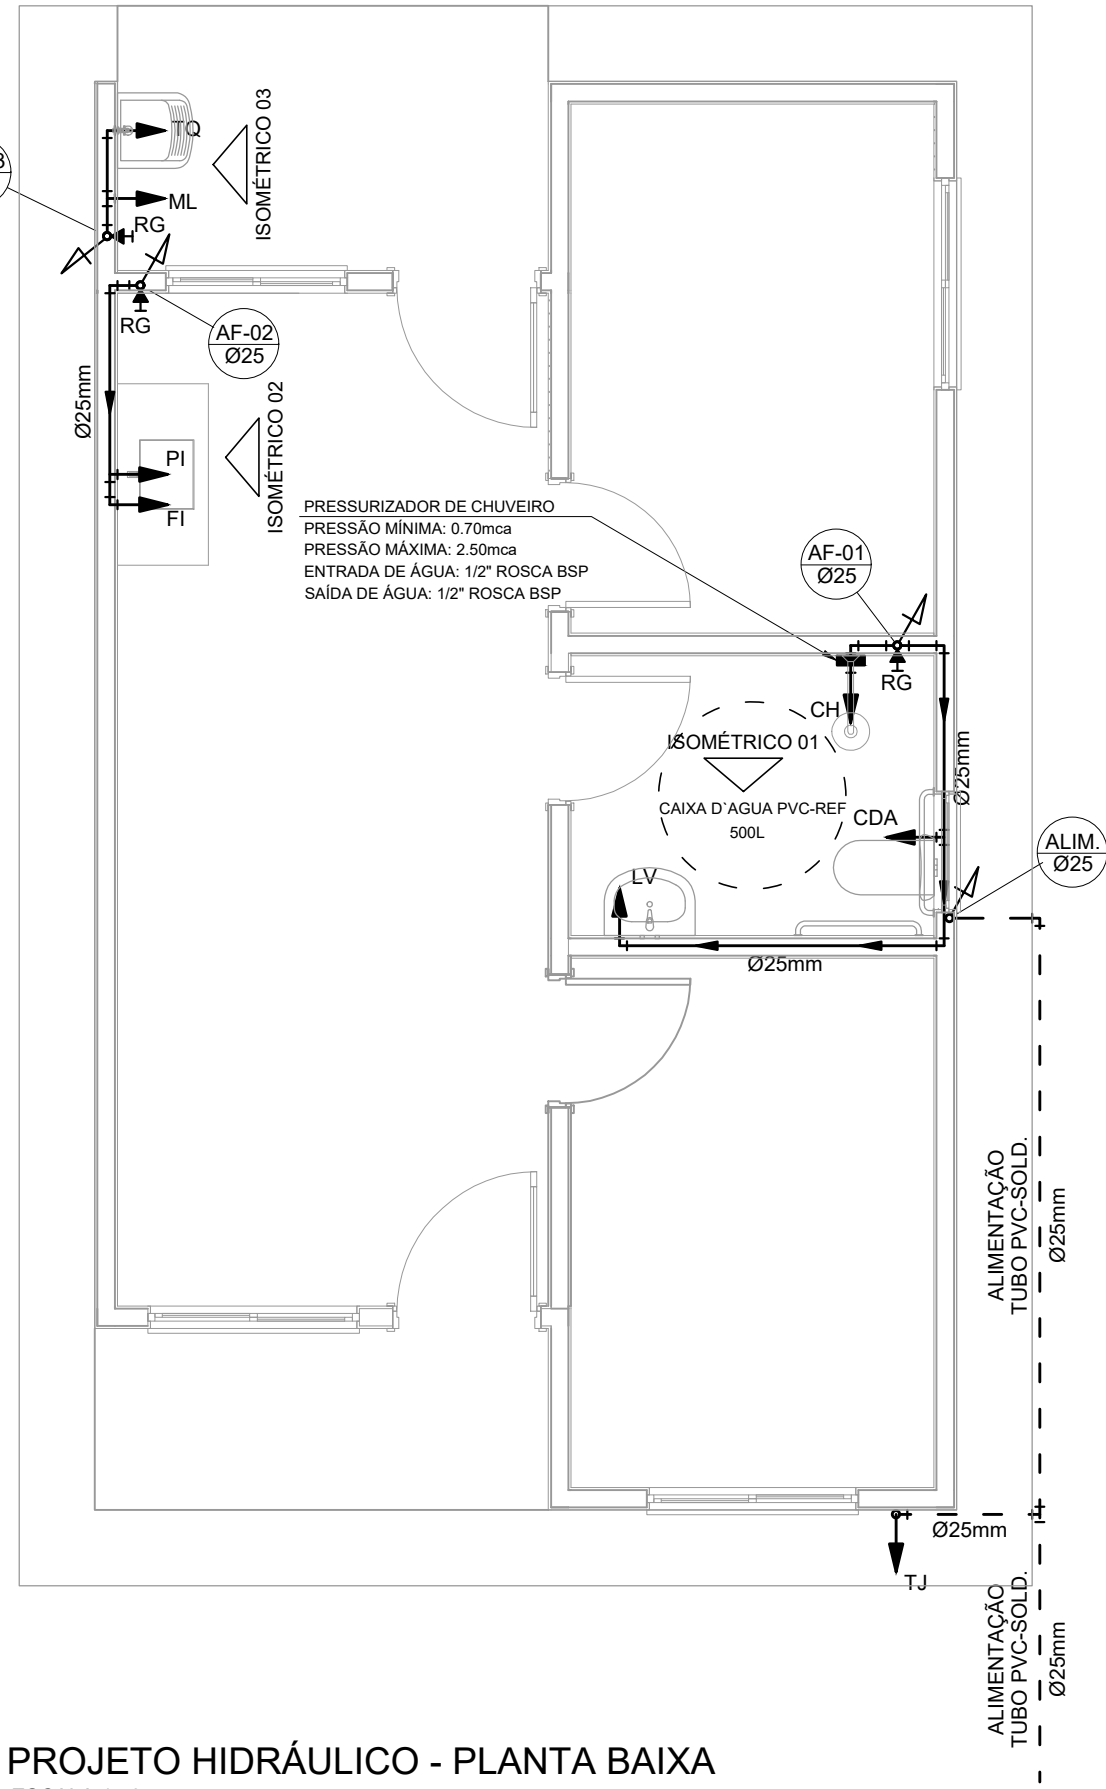 TQ
ISOMÉTRICO 03
ML
RG
RG
AF-02
Ø25
Ø25mm
ISOMÉTRICO 02
PI
FI
PRESSURIZADOR DE CHUVEIRO
PRESSÃO MÍNIMA: 0.70mca
PRESSÃO MÁXIMA: 2.50mca
ENTRADA DE ÁGUA: 1/2" ROSCA BSP
SAÍDA DE ÁGUA: 1/2" ROSCA BSP
AF-01
Ø25
RG
CH
ISOMÉTRICO 01
CAIXA D`AGUA PVC-REF
500L
CDA
Ø25mm
ALIM.
Ø25
LV
Ø25mm
ALIMENTAÇÃO
TUBO PVC-SOLD.
Ø25mm
Ø25mm
TJ
ALIMENTAÇÃO
TUBO PVC-SOLD.
Ø25mm
PROJETO HIDRÁULICO - PLANTA BAIXA